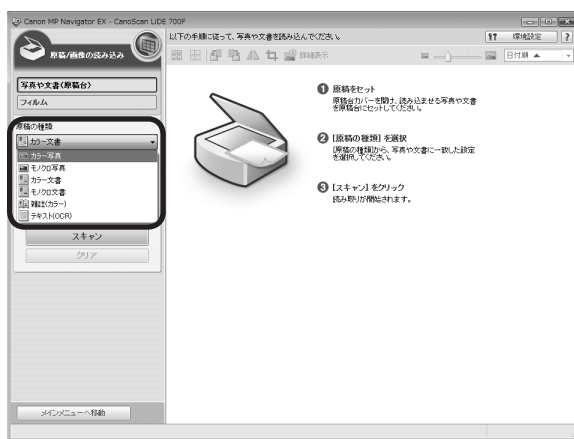 Canon MP Navigator EX - CanoScan LiDE 700F
原稿/画像の読み込み
以下の手順に従って、写真や文書を読み込んでください。
環境設定
?
詳細表示
日付順
写真や文書(原稿台)
フィルム
原稿の種類
カラー文書
カラー写真
モノクロ写真
カラー文書
モノクロ文書
雑誌(カラー)
テキスト(OCR)
スキャン
クリア
1 原稿をセット
原稿台カバーを開け、読み込ませる写真や文書
を原稿台にセットしてください。
2 [原稿の種類] を選択
[原稿の種類]から、写真や文書に一致した設定
を選択してください。
3 [スキャン] をクリック
読み取りが開始されます。
メインメニューへ移動